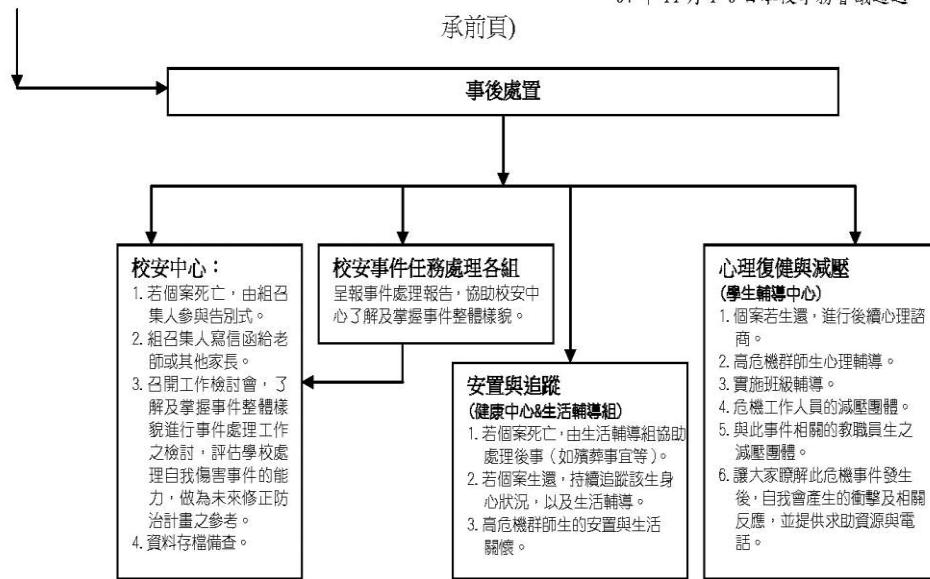 承前頁)
事後處置
校安中心：
1. 若個案死亡，由組召
集人參與告別式。
2. 組召集人寫信函給老
師或其他家長。
3. 召開工作檢討會，了
解及掌握事件整體樣
貌進行事件處理工作
之檢討，評估學校處
理自我傷害事件的能
力，做為未來修正防
治計畫之參考。
4. 資料存檔備查。
校安事件任務處理各組
呈報事件處理報告，協助校安中
心了解及掌握事件整體樣貌。
安置與追蹤
(健康中心&生活輔導組)
1. 若個案死亡，由生活輔導組協助
處理後事（如殯葬事宜等）。
2. 若個案生還，持續追蹤該生身
心狀況，以及生活輔導。
3. 高危機群師生的安置與生活
關懷。
心理復健與減壓
(學生輔導中心)
1. 個案若生還，進行後續心理諮
商。
2. 高危機群師生心理輔導。
3. 實施班級輔導。
4. 危機工作人員的減壓團體。
5. 與此事件相關的教職員生之
減壓團體。
6. 讓大家瞭解此危機事件發生
後，自我會產生的衝擊及相關
反應，並提供求助資源與電
話。